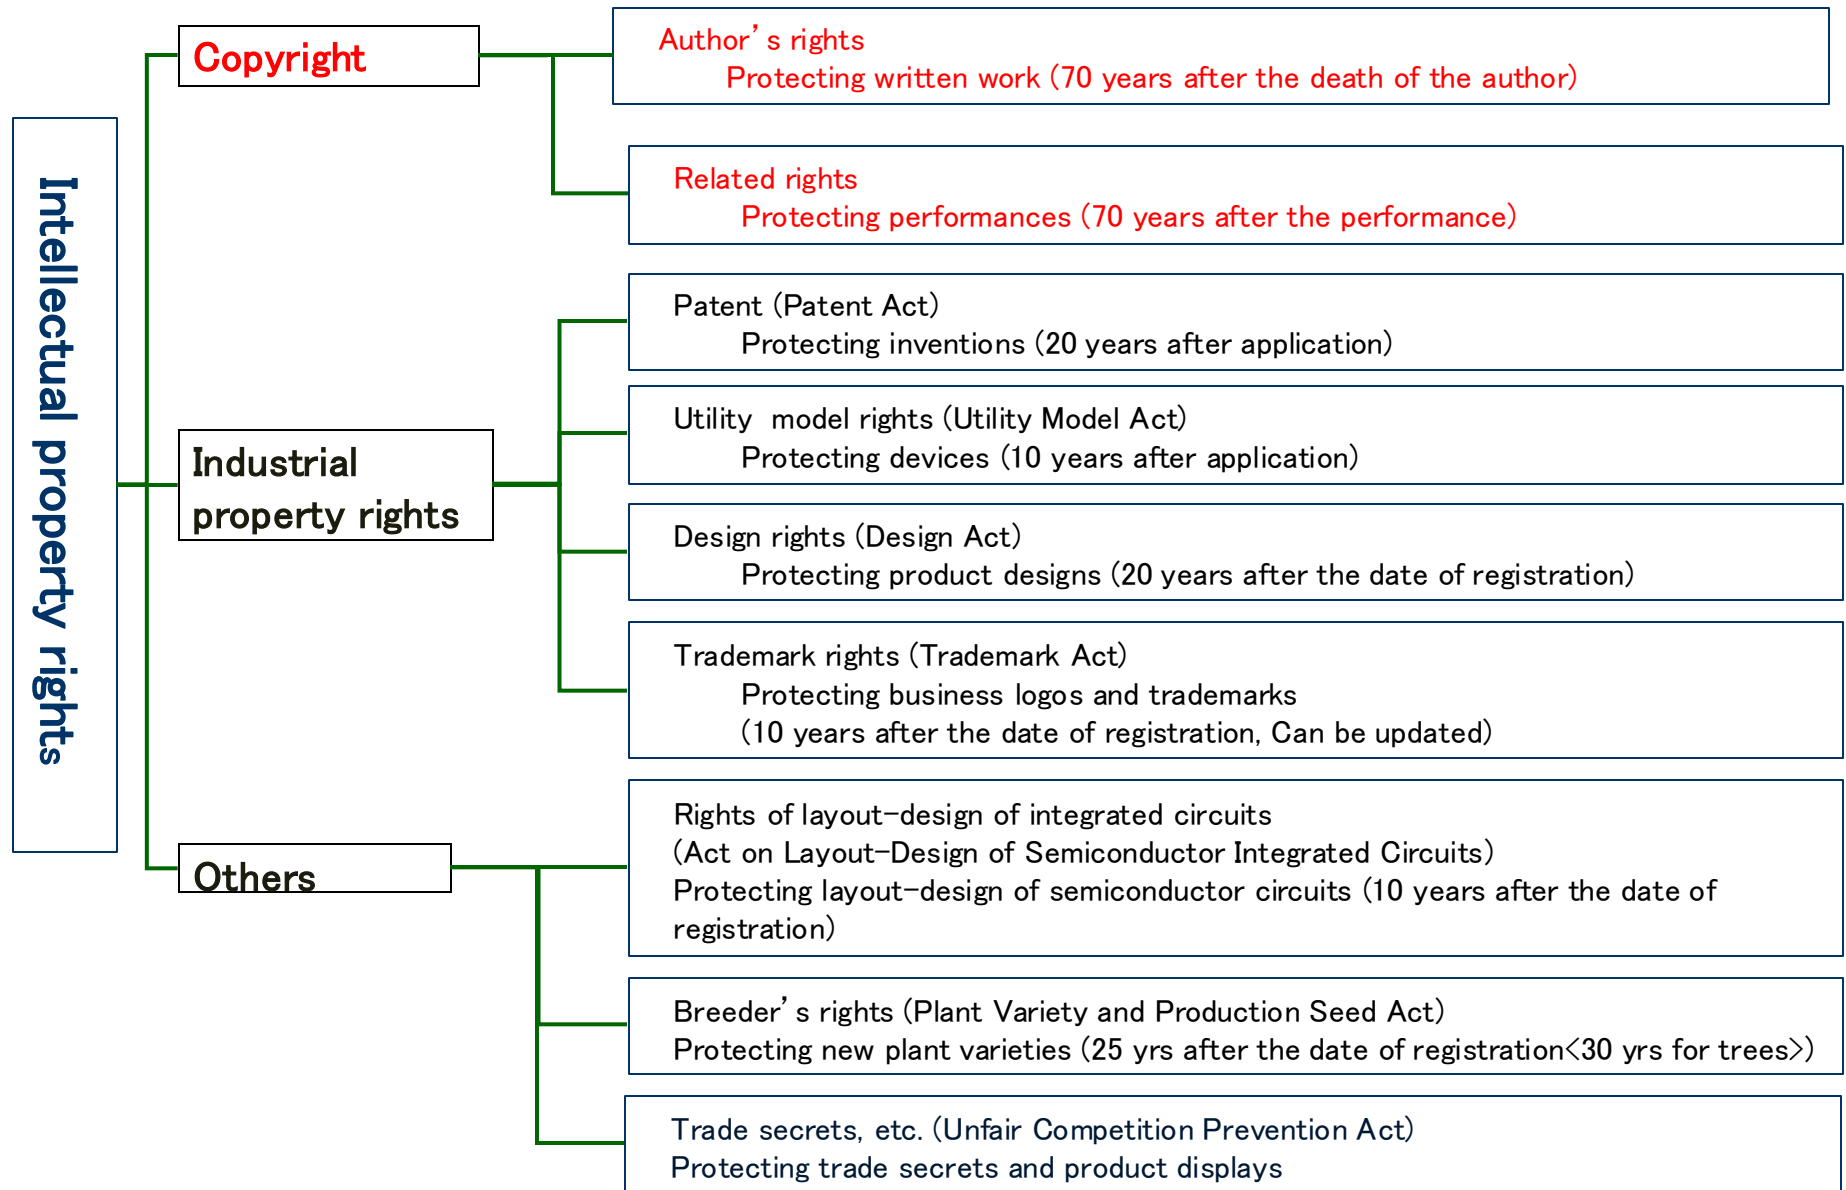 Intellectual property rights
Copyright
Author’s rights
Protecting written work (70 years after the death of the author)
Related rights
Protecting performances (70 years after the performance)
Industrial
property rights
Patent (Patent Act)
Protecting inventions (20 years after application)
Utility  model rights (Utility Model Act)
Protecting devices (10 years after application)
Design rights (Design Act)
Protecting product designs (20 years after the date of registration)
Trademark rights (Trademark Act)
Protecting business logos and trademarks
(10 years after the date of registration, Can be updated)
Others
Rights of layout-design of integrated circuits
(Act on Layout-Design of Semiconductor Integrated Circuits)
Protecting layout-design of semiconductor circuits (10 years after the date of
registration)
Breeder’s rights (Plant Variety and Production Seed Act)
Protecting new plant varieties (25 yrs after the date of registration<30 yrs for trees>)
Trade secrets, etc. (Unfair Competition Prevention Act)
Protecting trade secrets and product displays